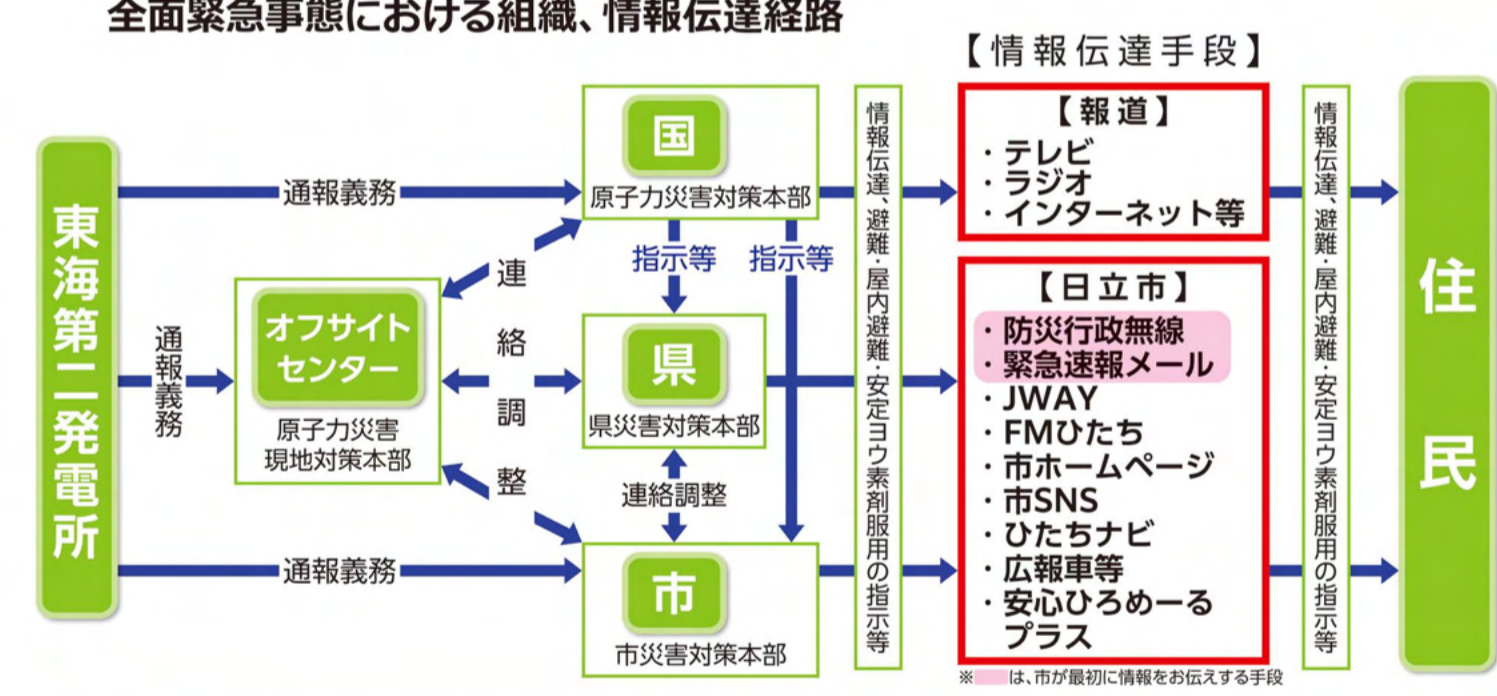 全面緊急事態における組織、情報伝達経路
【情報伝達手段】
東海第二発電所
通報義務
通報義務
通報義務
オフサイト
センター
原子力災害
現地対策本部
連絡調整
国
原子力災害対策本部
指示等
指示等
県
県災害対策本部
連絡調整
市
市災害対策本部
情報伝達、避難・屋内避難・安定ヨウ素剤服用の指示等
【報道】
・テレビ
・ラジオ
・インターネット等
【日立市】
・防災行政無線
・緊急速報メール
・JWAY
・FMひたち
・市ホームページ
・市SNS
・ひたちナビ
・広報車等
・安心ひろめーる
プラス
※　は、市が最初に情報をお伝えする手段
情報伝達、避難・屋内避難・安定ヨウ素剤服用の指示等
住民